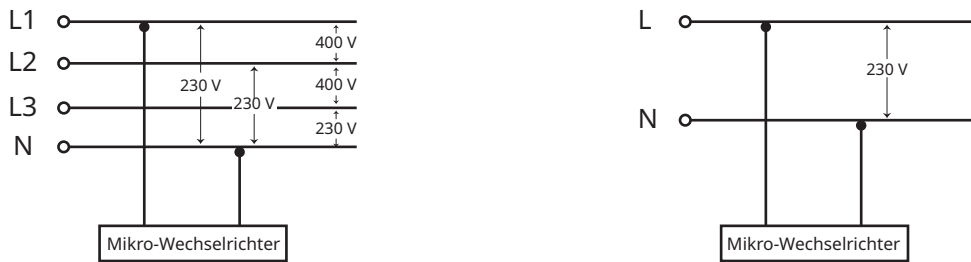 L1
400 V
L2
230 V
400 V
230 V
L3
230 V
N
Mikro-Wechselrichter
L
230 V
N
Mikro-Wechselrichter